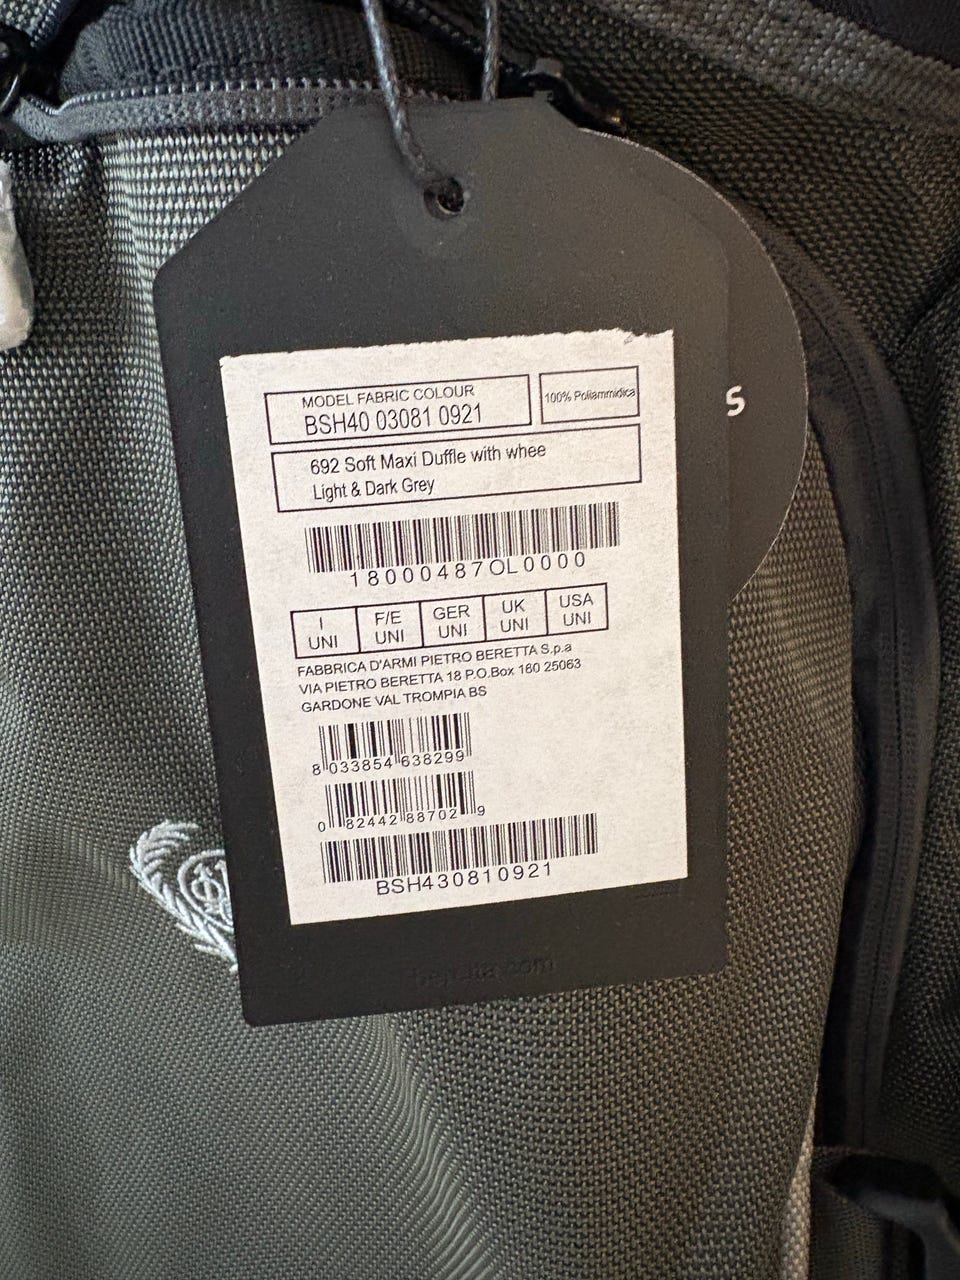 MODEL FABRIC COLOUR
BSH40 03081 0921
100% Poliammidica
692 Soft Maxi Duffle with whee
Light & Dark Grey
S
18000487OL0000
I F/E GER UK USA
UNI UNI UNI UNI UNI
FABBRICA D'ARMI PIETRO BERETTA S.p.a
VIA PIETRO BERETTA 18 P.O.Box 160 25063
GARDONE VAL TROMPIA BS
8 033854 638299
0 82442 88702 9
BSH430810921
beretta.com